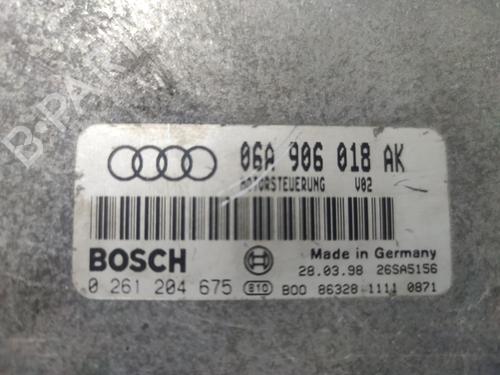 B-PARTS
06A 906 018 AK
MOTORSTEUERUNG V02
BOSCH
Made in Germany
28.03.98 26SA5156
0 261 204 675 e10 B00 86328-1111 0871